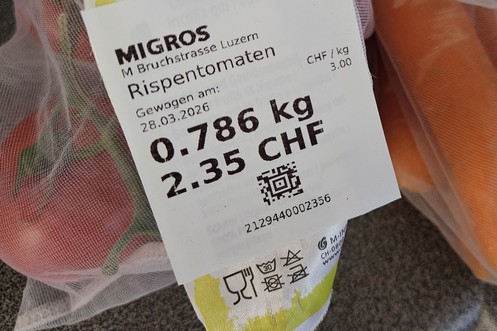 MIGROS
M Bruchstrasse Luzern
Rispentomaten
CHF / kg
Gewogen am:
3.00
28.03.2026
0.786 kg
2.35 CHF
2129440002356